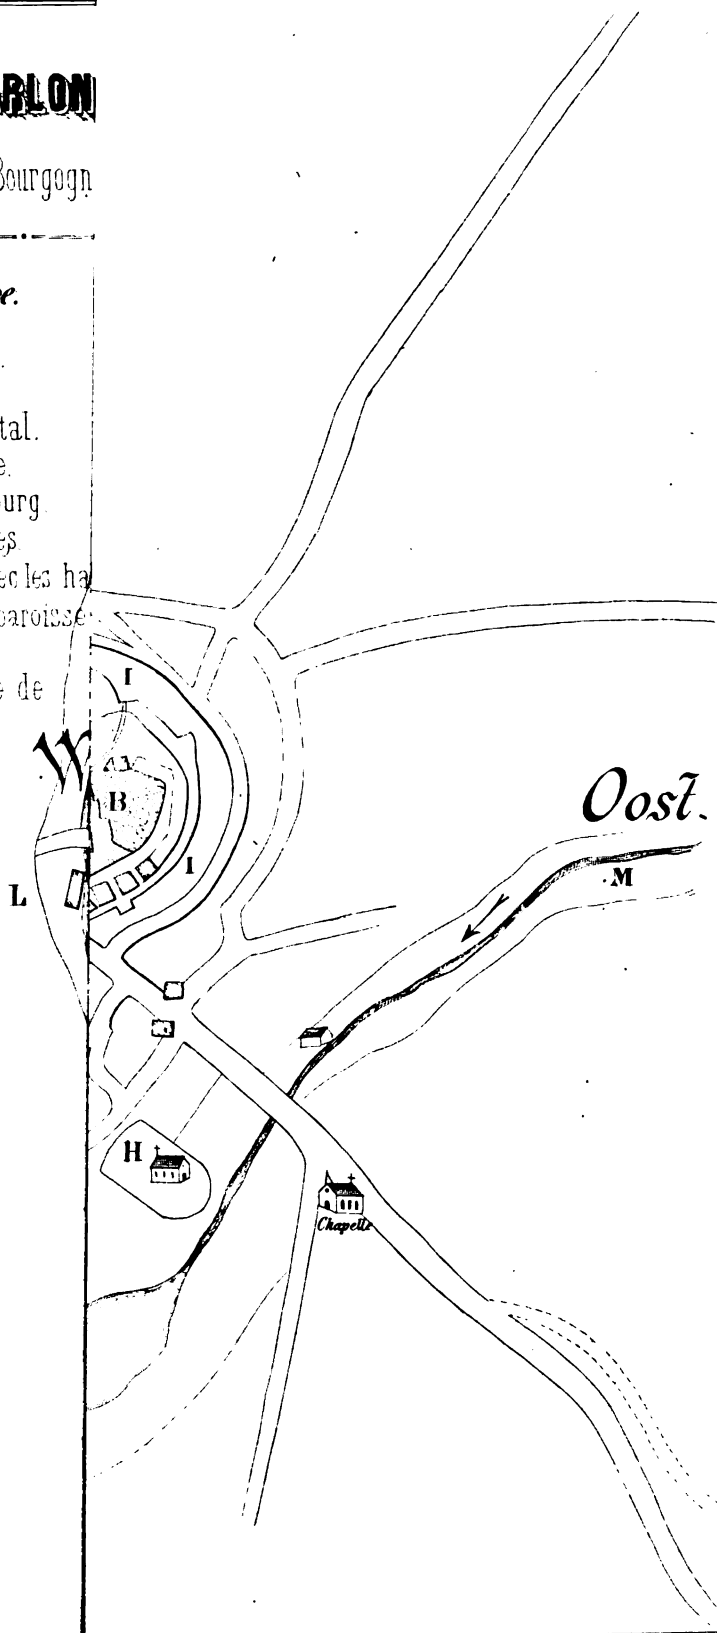 RLON
Bourgogn
e.
tal.
e.
urg
es
ec les ha
paroisse
e de
I
W
B
Oost.
I
M
L
H
Chapelle